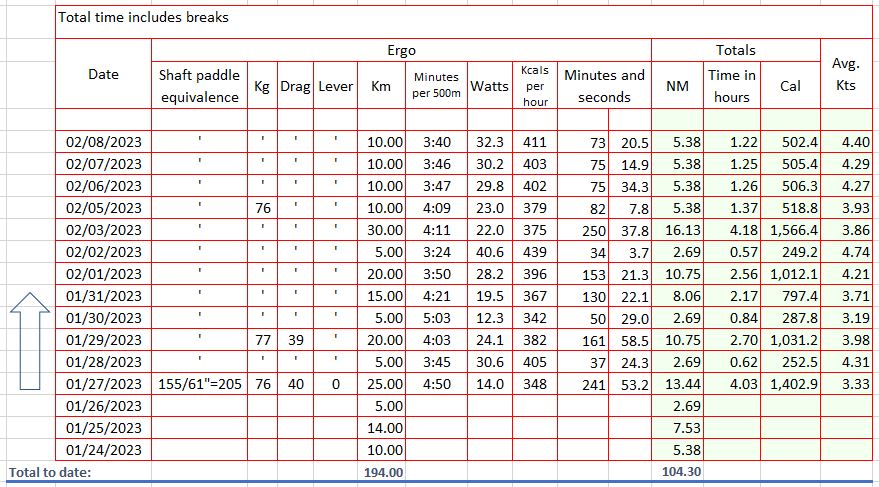 Total time includes breaks
Date Ergo Totals Avg. Kts
Shaft paddle equivalence Kg Drag Lever Km Minutes per 500m Watts Kcals per hour Minutes and seconds NM Time in hours Cal
02/08/2023 ' ' ' ' 10.00 3:40 32.3 411 73 20.5 5.38 1.22 502.4 4.40
02/07/2023 ' ' ' ' 10.00 3:46 30.2 403 75 14.9 5.38 1.25 505.4 4.29
02/06/2023 ' ' ' ' 10.00 3:47 29.8 402 75 34.3 5.38 1.26 506.3 4.27
02/05/2023 ' 76 ' ' 10.00 4:09 23.0 379 82 7.8 5.38 1.37 518.8 3.93
02/03/2023 ' ' ' ' 30.00 4:11 22.0 375 250 37.8 16.13 4.18 1,566.4 3.86
02/02/2023 ' ' ' ' 5.00 3:24 40.6 439 34 3.7 2.69 0.57 249.2 4.74
02/01/2023 ' ' ' ' 20.00 3:50 28.2 396 153 21.3 10.75 2.56 1,012.1 4.21
01/31/2023 ' ' ' ' 15.00 4:21 19.5 367 130 22.1 8.06 2.17 797.4 3.71
01/30/2023 ' ' ' ' 5.00 5:03 12.3 342 50 29.0 2.69 0.84 287.8 3.19
01/29/2023 ' 77 39 ' 20.00 4:03 24.1 382 161 58.5 10.75 2.70 1,031.2 3.98
01/28/2023 ' ' ' ' 5.00 3:45 30.6 405 37 24.3 2.69 0.62 252.5 4.31
01/27/2023 155/61"=205 76 40 0 25.00 4:50 14.0 348 241 53.2 13.44 4.03 1,402.9 3.33
01/26/2023 5.00 2.69
01/25/2023 14.00 7.53
01/24/2023 10.00 5.38
Total to date: 194.00 104.30